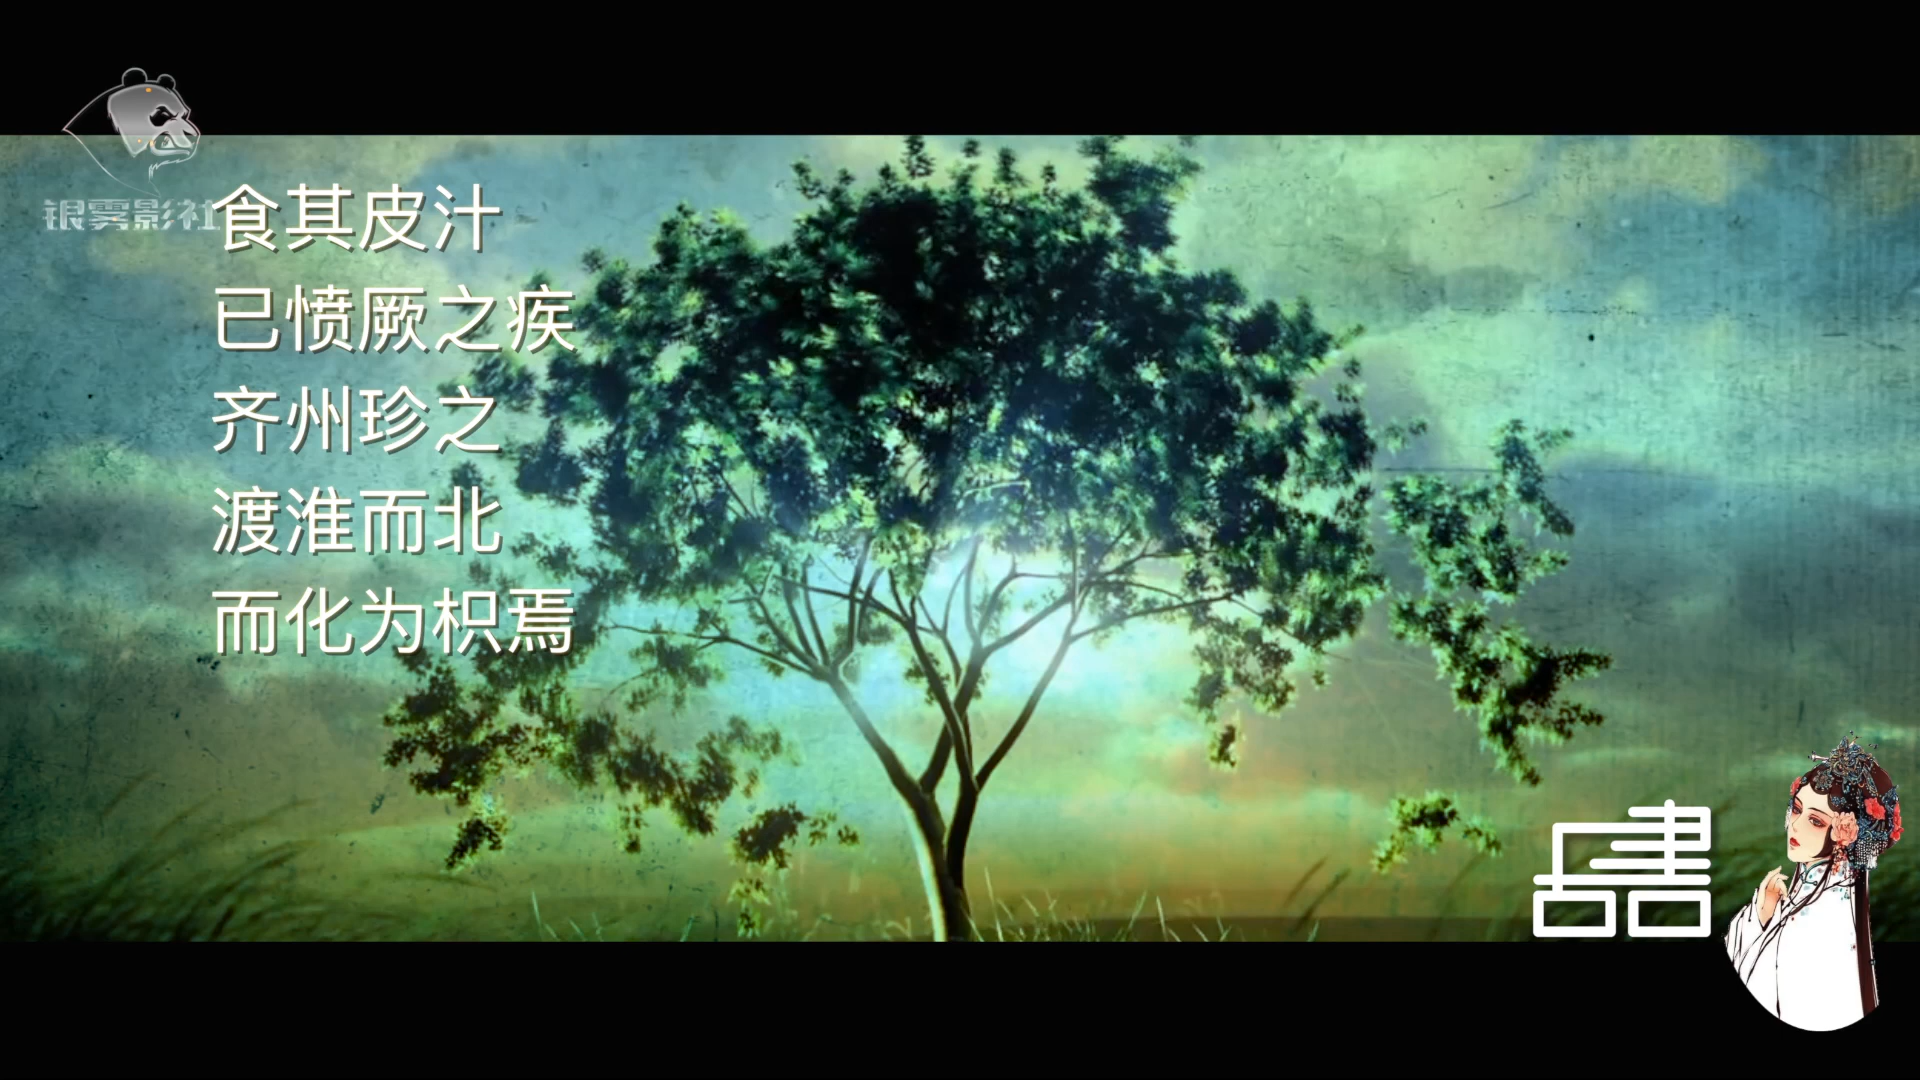 银雾影社
食其皮汁
已愤厥之疾
齐州珍之
渡淮而北
而化为枳焉